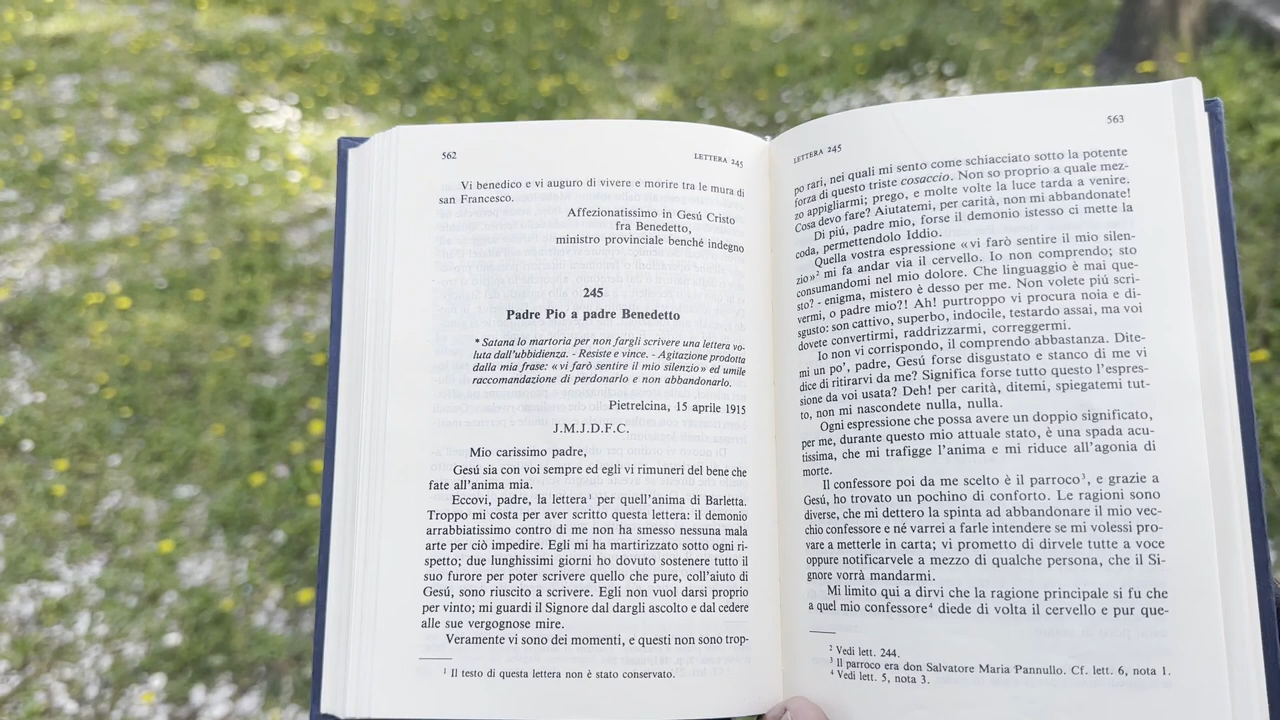 562
LETTERA 245
Vi benedico e vi auguro di vivere e morire tra le mura di
san Francesco.
Affezionatissimo in Gesú Cristo
fra Benedetto,
ministro provinciale benché indegno
245
Padre Pio a padre Benedetto
* Satana lo martoria per non fargli scrivere una lettera vo-
luta dall'ubbidienza. - Resiste e vince. - Agitazione prodotta
dalla mia frase: « vi farò sentire il mio silenzio » ed umile
raccomandazione di perdonarlo e non abbandonarlo.
Pietrelcina, 15 aprile 1915
J.M.J.D.F.C.
Mio carissimo padre,
Gesú sia con voi sempre ed egli vi rimuneri del bene che
fate all'anima mia.
Eccovi, padre, la lettera¹ per quell'anima di Barletta.
Troppo mi costa per aver scritto questa lettera: il demonio
arrabbiatissimo contro di me non ha smesso nessuna mala
arte per ciò impedire. Egli mi ha martirizzato sotto ogni ri-
spetto; due lunghissimi giorni ho dovuto sostenere tutto il
suo furore per poter scrivere quello che pure, coll'aiuto di
Gesú, sono riuscito a scrivere. Egli non vuol darsi proprio
per vinto; mi guardi il Signore dal dargli ascolto e dal cedere
alle sue vergognose mire.
Veramente vi sono dei momenti, e questi non sono trop-
¹ Il testo di questa lettera non è stato conservato.
563
LETTERA 245
po rari, nei quali mi sento come schiacciato sotto la potente
forza di questo triste cosaccio. Non so proprio a quale mez-
zo appigliarmi; prego, e molte volte la luce tarda a venire.
Cosa devo fare? Aiutatemi, per carità, non mi abbandonate!
Di piú, padre mio, forse il demonio istesso ci mette la
coda, permettendolo Iddio.
Quella vostra espressione « vi farò sentire il mio silen-
zio »² mi fa andar via il cervello. Io non comprendo; sto
consumandomi nel mio dolore. Che linguaggio è mai que-
sto? - enigma, mistero è desso per me. Non volete piú scri-
vermi, o padre mio?! Ah! purtroppo vi procura noia e di-
sgusto: son cattivo, superbo, indocile, testardo assai, ma voi
dovete convertirmi, raddrizzarmi, correggermi.
Io non vi corrispondo, il comprendo abbastanza. Dite-
mi un po', padre, Gesú forse disgustato e stanco di me vi
dice di ritirarvi da me? Significa forse tutto questo l'espres-
sione da voi usata? Deh! per carità, ditemi, spiegatemi tut-
to, non mi nascondete nulla, nulla.
Ogni espressione che possa avere un doppio significato,
per me, durante questo mio attuale stato, è una spada acu-
tissima, che mi trafigge l'anima e mi riduce all'agonia di
morte.
Il confessore poi da me scelto è il parroco³, e grazie a
Gesú, ho trovato un pochino di conforto. Le ragioni sono
diverse, che mi dettero la spinta ad abbandonare il mio vec-
chio confessore e né varrei a farle intendere se mi volessi pro-
vare a metterle in carta; vi prometto di dirvele tutte a voce
oppure notificarvele a mezzo di qualche persona, che il Si-
gnore vorrà mandarmi.
Mi limito qui a dirvi che la ragione principale si fu che
a quel mio confessore⁴ diede di volta il cervello e pur que-
² Vedi lett. 244.
³ Il parroco era don Salvatore Maria Pannullo. Cf. lett. 6, nota 1.
⁴ Vedi lett. 5, nota 3.